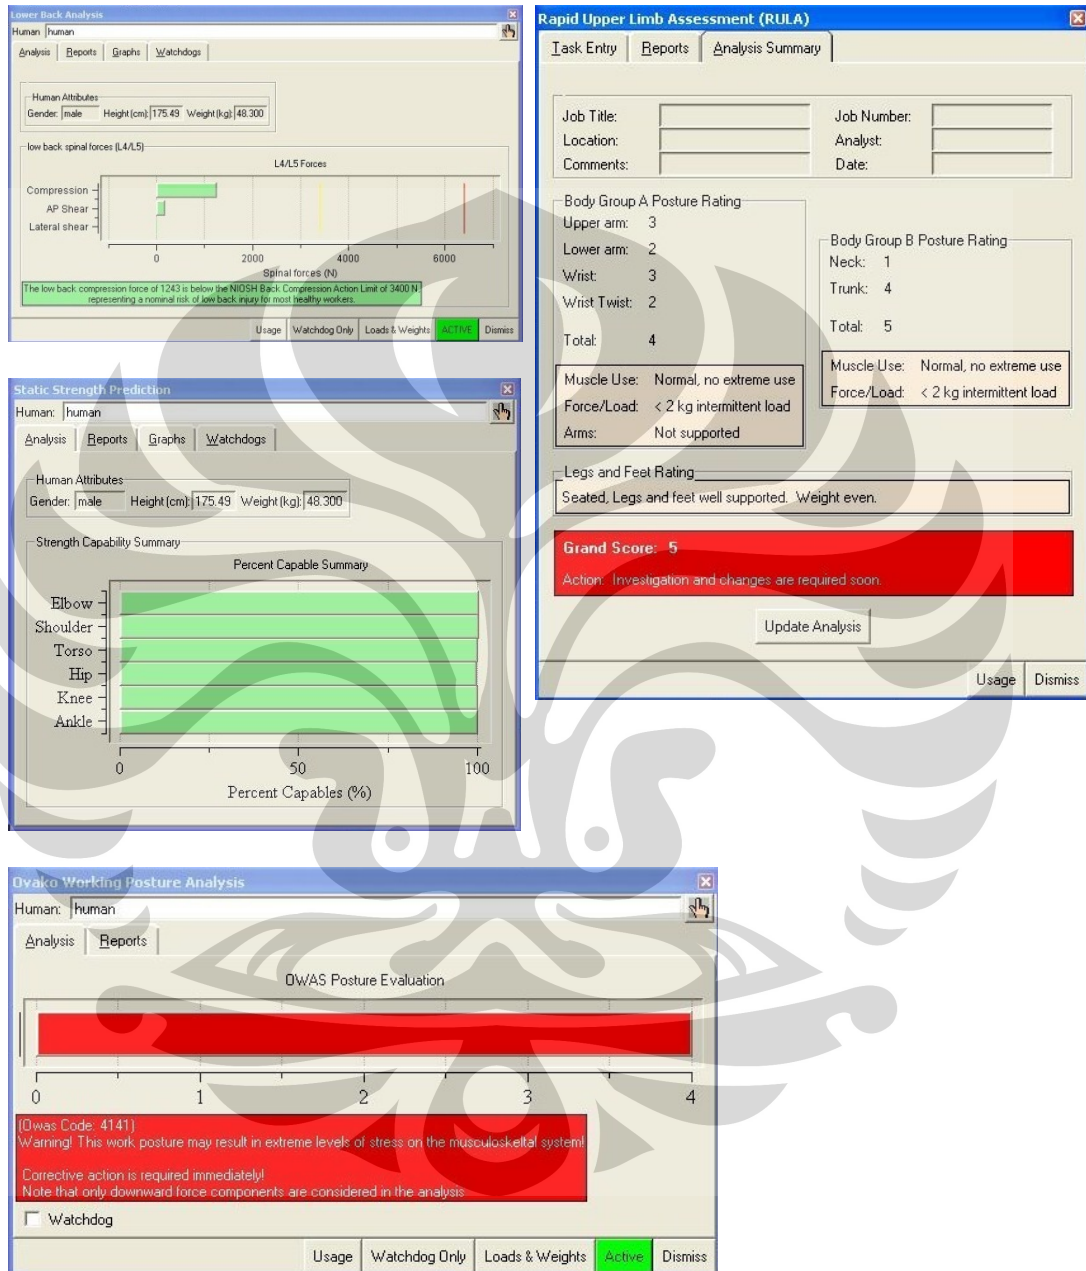 Lower Back Analysis
Human human
Analysis Reports Graphs Watchdogs
Human Attributes
Gender: male Height (cm): 175.49 Weight (kg): 48.300
low back spinal forces (L4/L5)
L4/L5 Forces
Compression
AP Shear
Lateral shear
0 2000 4000 6000
Spinal forces (N)
The low back compression force of 1243 is below the NIOSH Back Compression Action Limit of 3400 N
representing a nominal risk of low back injury for most healthy workers.
Usage Watchdog Only Loads & Weights ACTIVE Dismiss
Rapid Upper Limb Assessment (RULA)
Task Entry Reports Analysis Summary
Job Title: Job Number:
Location: Analyst:
Comments: Date:
Body Group A Posture Rating
Upper arm: 3
Lower arm: 2
Wrist: 3
Wrist Twist: 2
Total: 4
Muscle Use: Normal, no extreme use
Force/Load: < 2 kg intermittent load
Arms: Not supported
Body Group B Posture Rating
Neck: 1
Trunk: 4
Total: 5
Muscle Use: Normal, no extreme use
Force/Load: < 2 kg intermittent load
Legs and Feet Rating
Seated, Legs and feet well supported. Weight even.
Grand Score: 5
Action: Investigation and changes are required soon.
Update Analysis
Usage Dismiss
Static Strength Prediction
Human: human
Analysis Reports Graphs Watchdogs
Human Attributes
Gender: male Height (cm): 175.49 Weight (kg): 48.300
Strength Capability Summary
Percent Capable Summary
Elbow
Shoulder
Torso
Hip
Knee
Ankle
0 50 100
Percent Capables (%)
Ovako Working Posture Analysis
Human: human
Analysis Reports
OWAS Posture Evaluation
0 1 2 3 4
(Owas Code: 4141)
Warning! This work posture may result in extreme levels of stress on the musculoskeltal system!
Corrective action is required immediately!
Note that only downward force components are considered in the analysis
Watchdog
Usage Watchdog Only Loads & Weights Active Dismiss